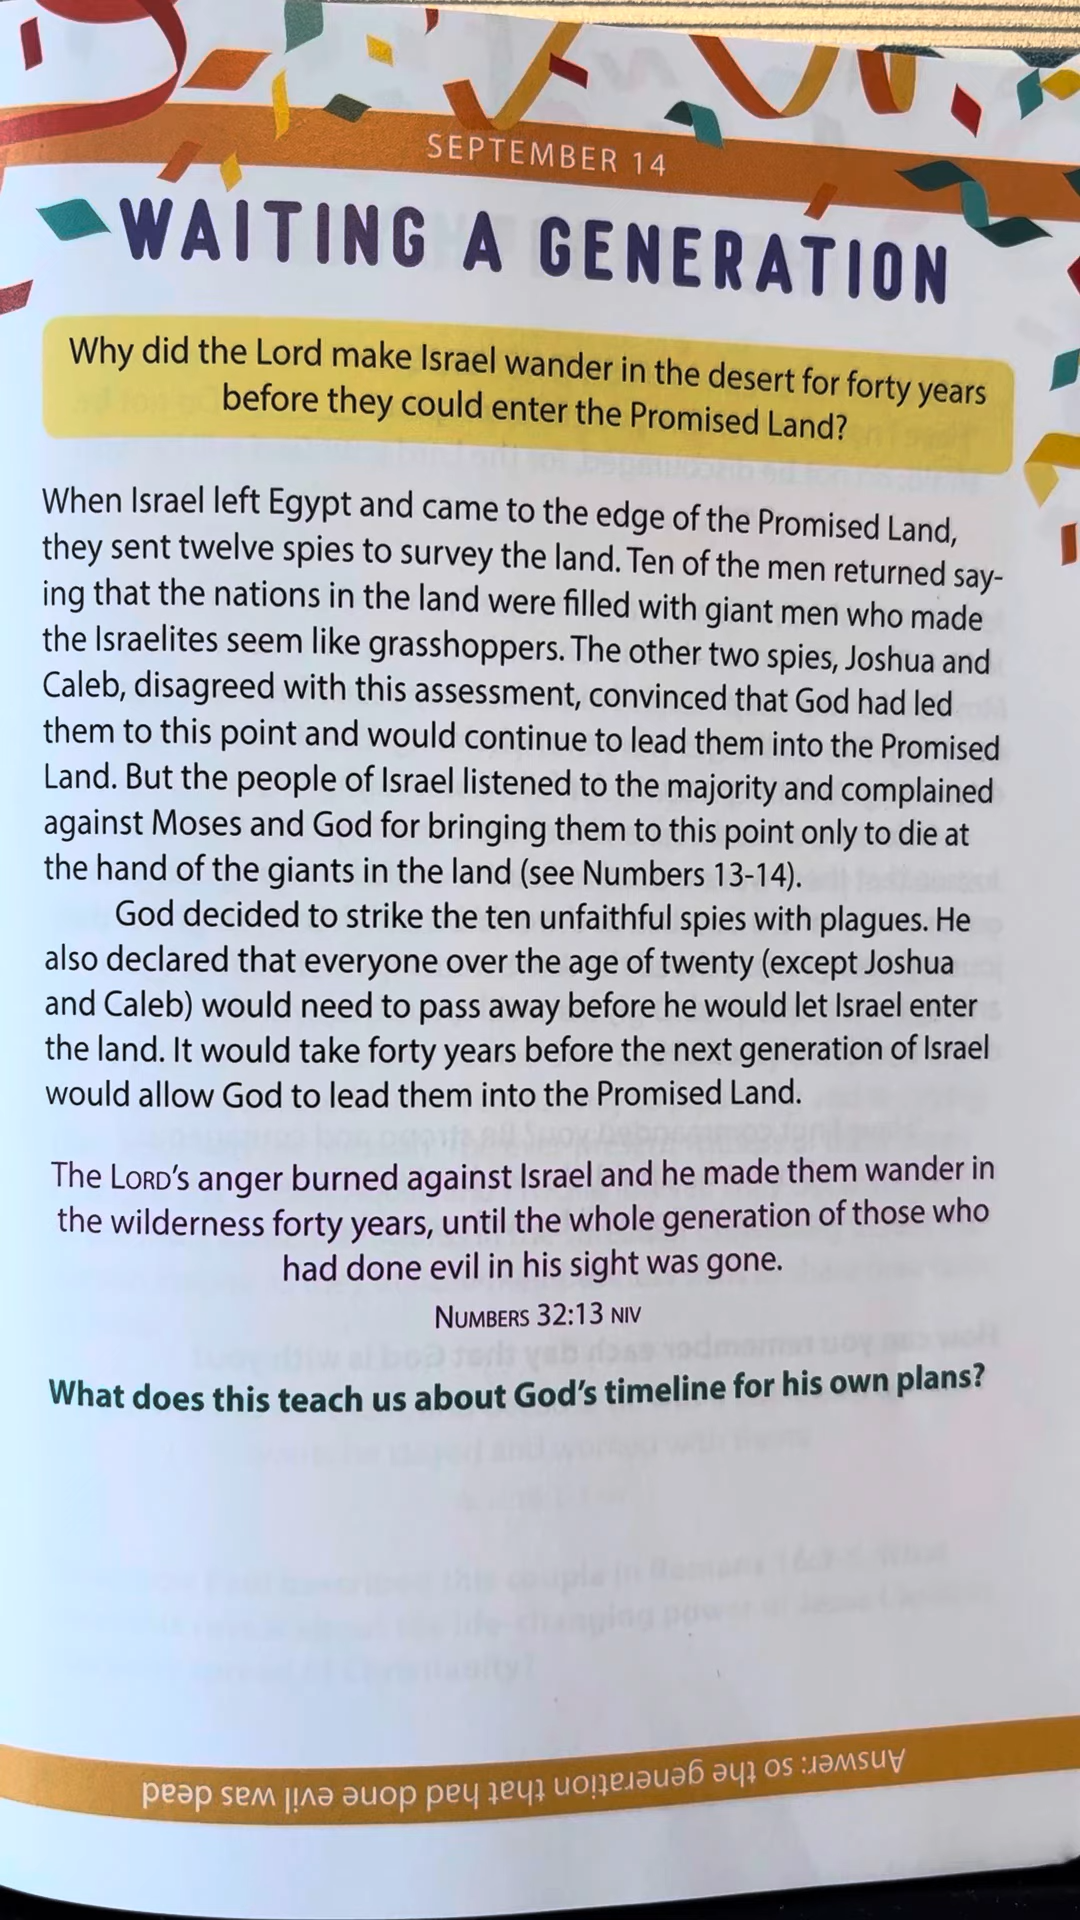 SEPTEMBER 14
WAITING A GENERATION
Why did the Lord make Israel wander in the desert for forty years
before they could enter the Promised Land?
When Israel left Egypt and came to the edge of the Promised Land,
they sent twelve spies to survey the land. Ten of the men returned say-
ing that the nations in the land were filled with giant men who made
the Israelites seem like grasshoppers. The other two spies, Joshua and
Caleb, disagreed with this assessment, convinced that God had led
them to this point and would continue to lead them into the Promised
Land. But the people of Israel listened to the majority and complained
against Moses and God for bringing them to this point only to die at
the hand of the giants in the land (see Numbers 13-14).
God decided to strike the ten unfaithful spies with plagues. He
also declared that everyone over the age of twenty (except Joshua
and Caleb) would need to pass away before he would let Israel enter
the land. It would take forty years before the next generation of Israel
would allow God to lead them into the Promised Land.
The LORD's anger burned against Israel and he made them wander in
the wilderness forty years, until the whole generation of those who
had done evil in his sight was gone.
NUMBERS 32:13 NIV
What does this teach us about God's timeline for his own plans?
Answer: so the generation that had done evil was dead